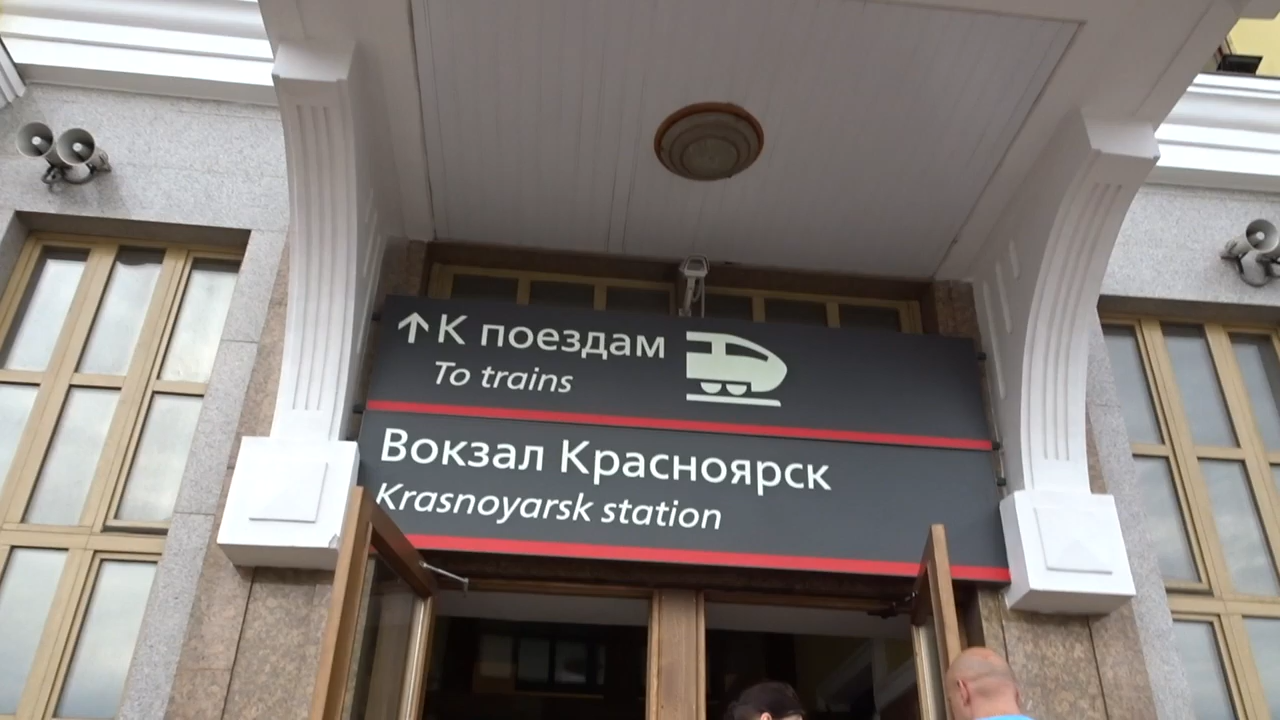 ↑ К поездам
To trains
Вокзал Красноярск
Krasnoyarsk station